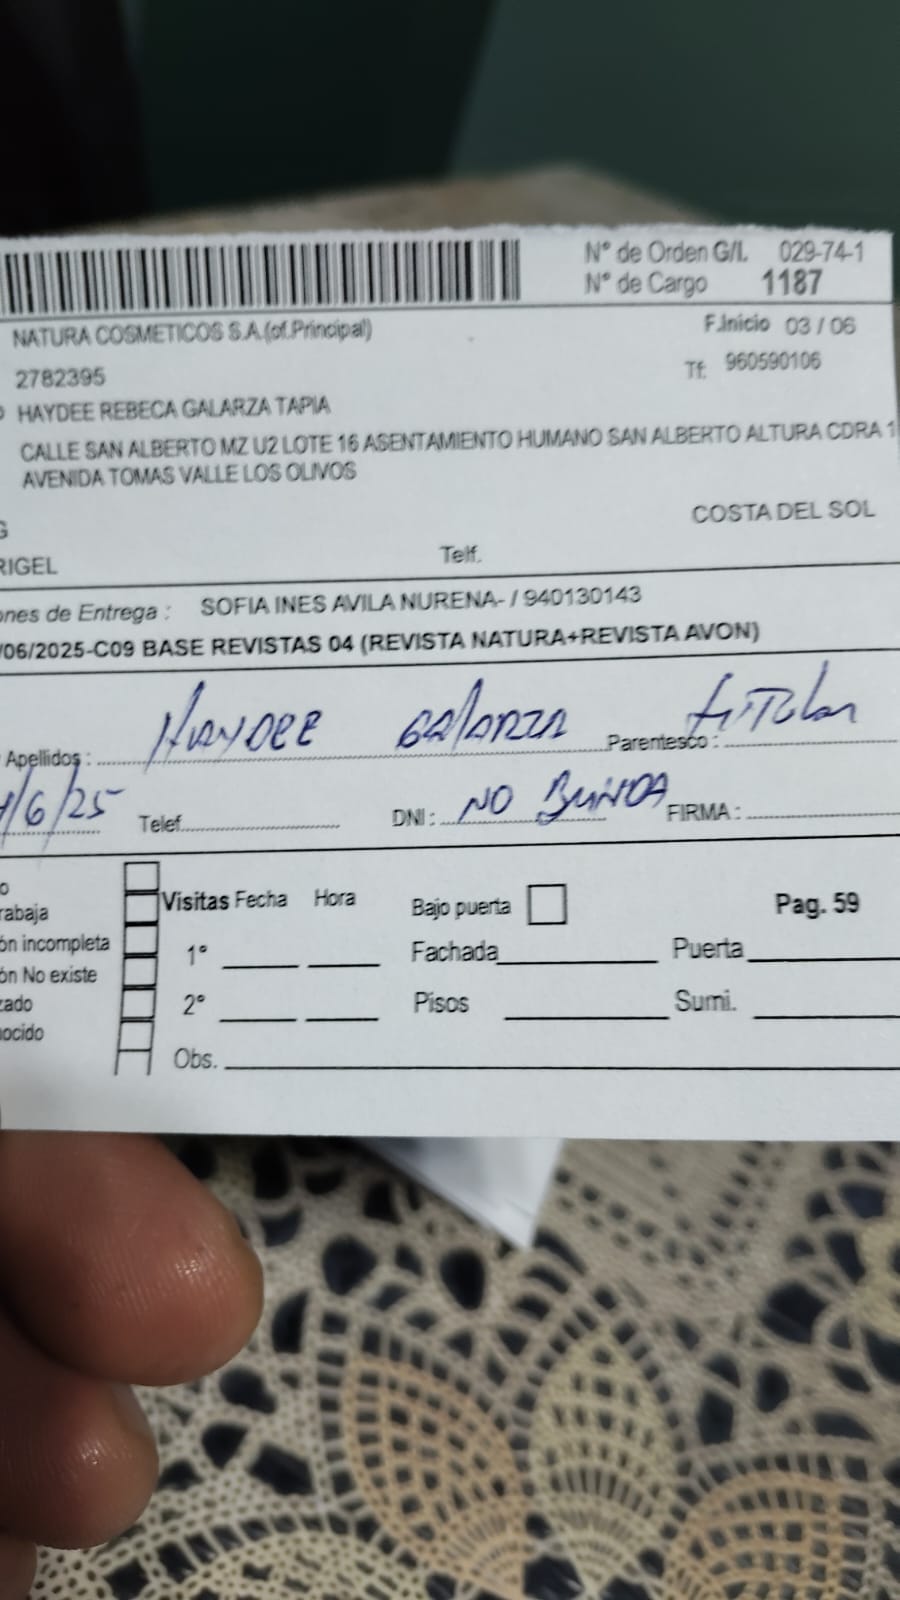 N° de Orden G/L 029-74-1
N° de Cargo 1187
NATURA COSMETICOS S.A.(of.Principal)
F.Inicio 03 / 06
2782395
Tf: 960590106
HAYDEE REBECA GALARZA TAPIA
CALLE SAN ALBERTO MZ U2 LOTE 16 ASENTAMIENTO HUMANO SAN ALBERTO ALTURA CDRA 1
AVENIDA TOMAS VALLE LOS OLIVOS
G
COSTA DEL SOL
RIGEL Telf.
ones de Entrega : SOFIA INES AVILA NURENA- / 940130143
/06/2025-C09 BASE REVISTAS 04 (REVISTA NATURA+REVISTA AVON)
Apellidos : HAYDEE GALARZA Parentesco : titular
/6/25 Telef. DNI : NO BRINDA FIRMA :
o
Visitas Fecha Hora Bajo puerta Pag. 59
rabaja
ón incompleta 1° Fachada Puerta
ón No existe
zado 2° Pisos Sumi.
nocido
Obs.